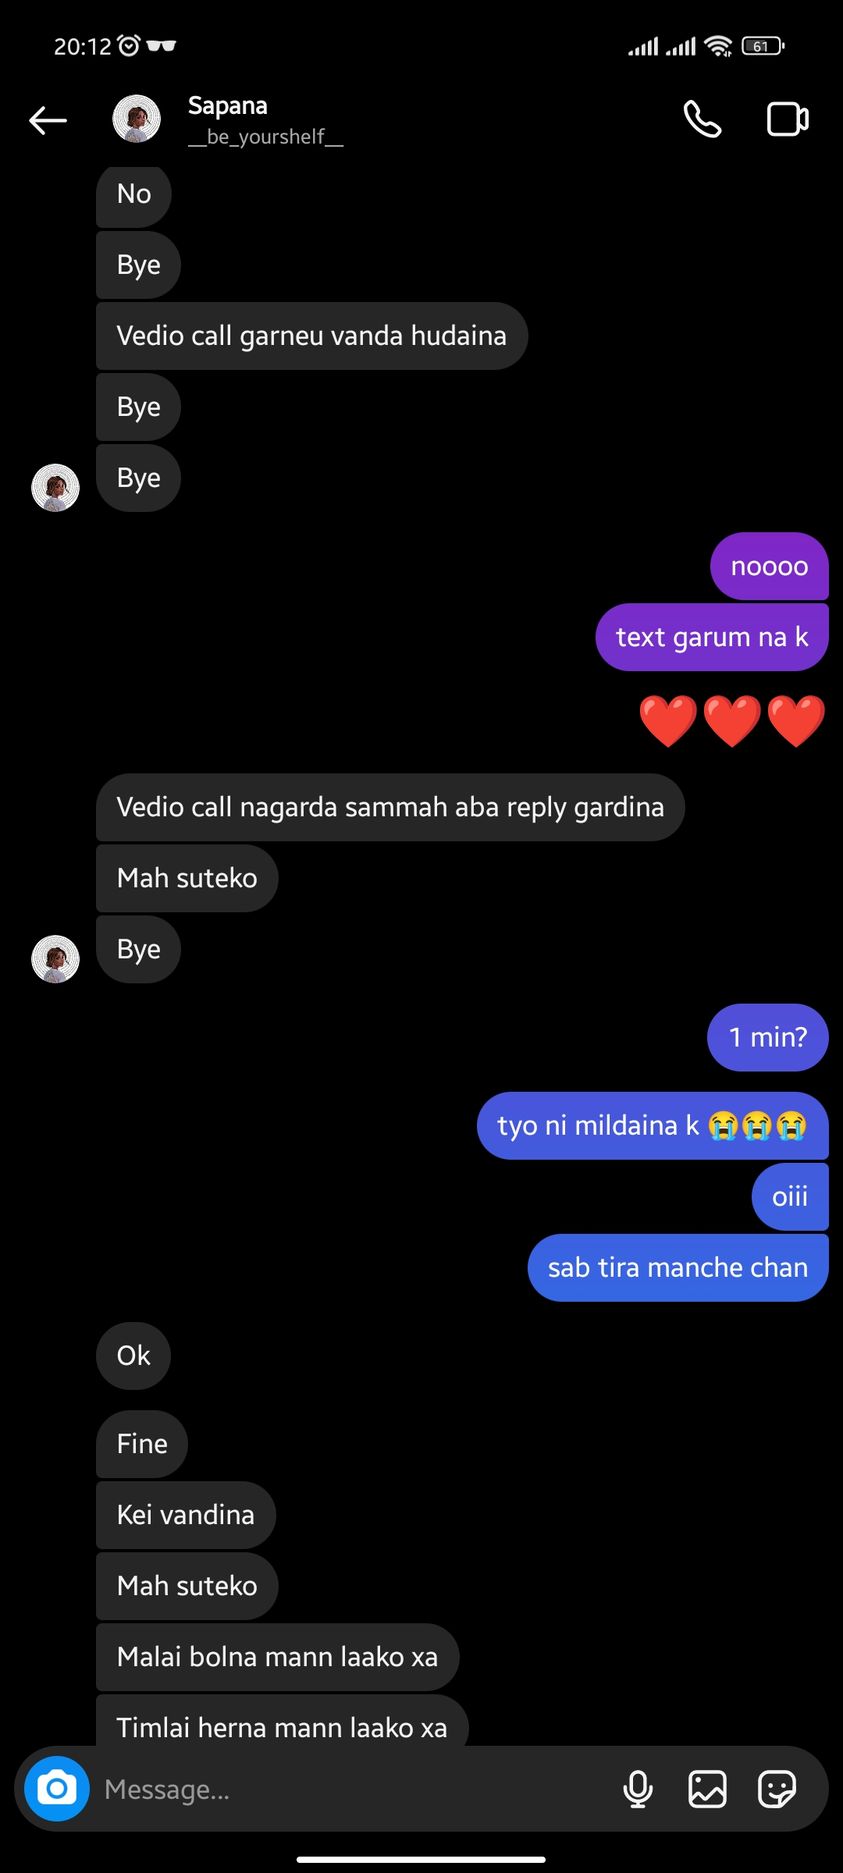 20:12
61
Sapana
__be_yourshelf__
No
Bye
Vedio call garneu vanda hudaina
Bye
Bye
noooo
text garum na k
❤️❤️❤️
Vedio call nagarda sammah aba reply gardina
Mah suteko
Bye
1 min?
tyo ni mildaina k 😭😭😭
oiii
sab tira manche chan
Ok
Fine
Kei vandina
Mah suteko
Malai bolna mann laako xa
Timlai herna mann laako xa
Message...